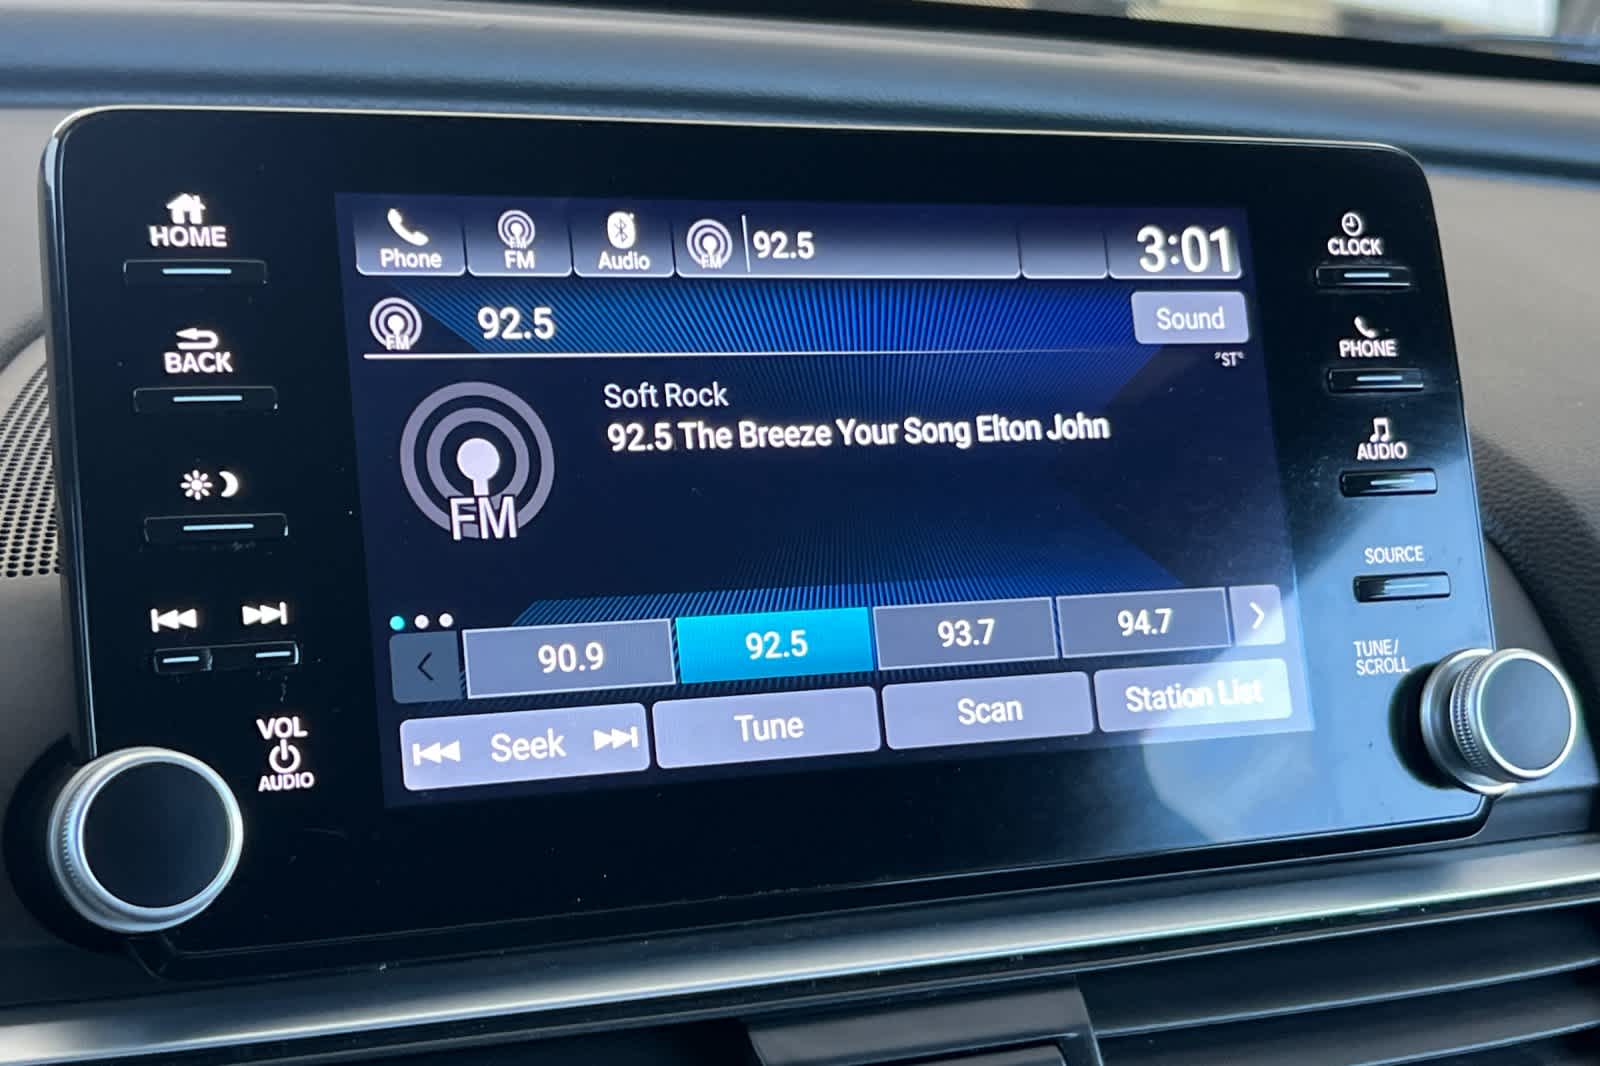 HOME
BACK
VOL
AUDIO
Phone
FM
Audio
FM 92.5
3:01
FM 92.5
Sound
"ST"
Soft Rock
92.5 The Breeze Your Song Elton John
FM
90.9
92.5
93.7
94.7
Seek
Tune
Scan
Station List
CLOCK
PHONE
AUDIO
SOURCE
TUNE/
SCROLL